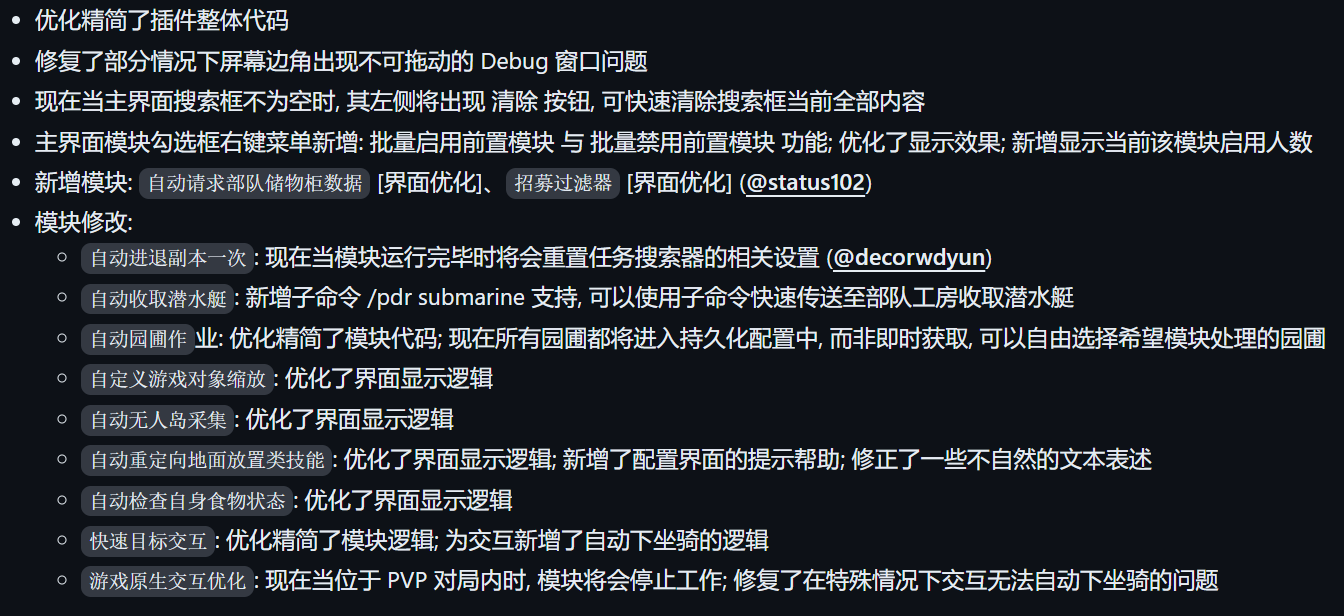 优化精简了插件整体代码
修复了部分情况下屏幕边角出现不可拖动的 Debug 窗口问题
现在当主界面搜索框不为空时, 其左侧将出现 清除 按钮, 可快速清除搜索框当前全部内容
主界面模块勾选框右键菜单新增: 批量启用前置模块 与 批量禁用前置模块 功能; 优化了显示效果; 新增显示当前该模块启用人数
新增模块: 自动请求部队储物柜数据 [界面优化]、 招募过滤器 [界面优化] (@status102)
模块修改:
自动进退副本一次: 现在当模块运行完毕时将会重置任务搜索器的相关设置 (@decorwdyun)
自动收取潜水艇: 新增子命令 /pdr submarine 支持, 可以使用子命令快速传送至部队工房收取潜水艇
自动园圃作业: 优化精简了模块代码; 现在所有园圃都将进入持久化配置中, 而非即时获取, 可以自由选择希望模块处理的园圃
自定义游戏对象缩放: 优化了界面显示逻辑
自动无人岛采集: 优化了界面显示逻辑
自动重定向地面放置类技能: 优化了界面显示逻辑; 新增了配置界面的提示帮助; 修正了一些不自然的文本表述
自动检查自身食物状态: 优化了界面显示逻辑
快速目标交互: 优化精简了模块逻辑; 为交互新增了自动下坐骑的逻辑
游戏原生交互优化: 现在当位于 PVP 对局内时, 模块将会停止工作; 修复了在特殊情况下交互无法自动下坐骑的问题